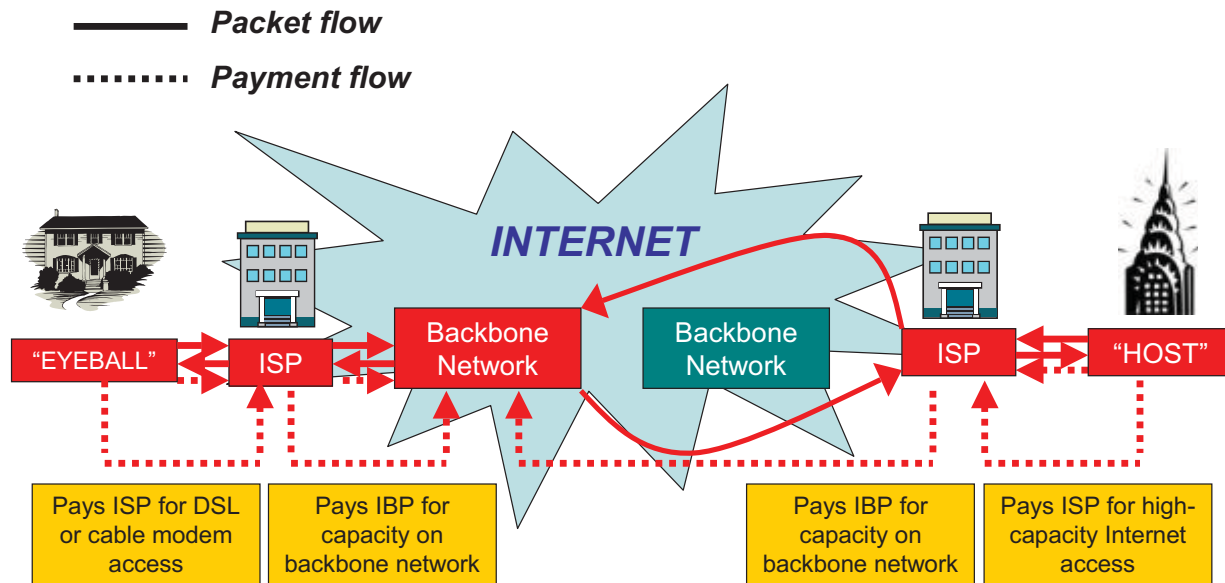 Packet flow
Payment flow
INTERNET
"EYEBALL"
ISP
Backbone
Network
Backbone
Network
ISP
"HOST"
Pays ISP for DSL
or cable modem
access
Pays IBP for
capacity on
backbone network
Pays IBP for
capacity on
backbone network
Pays ISP for high-
capacity Internet
access